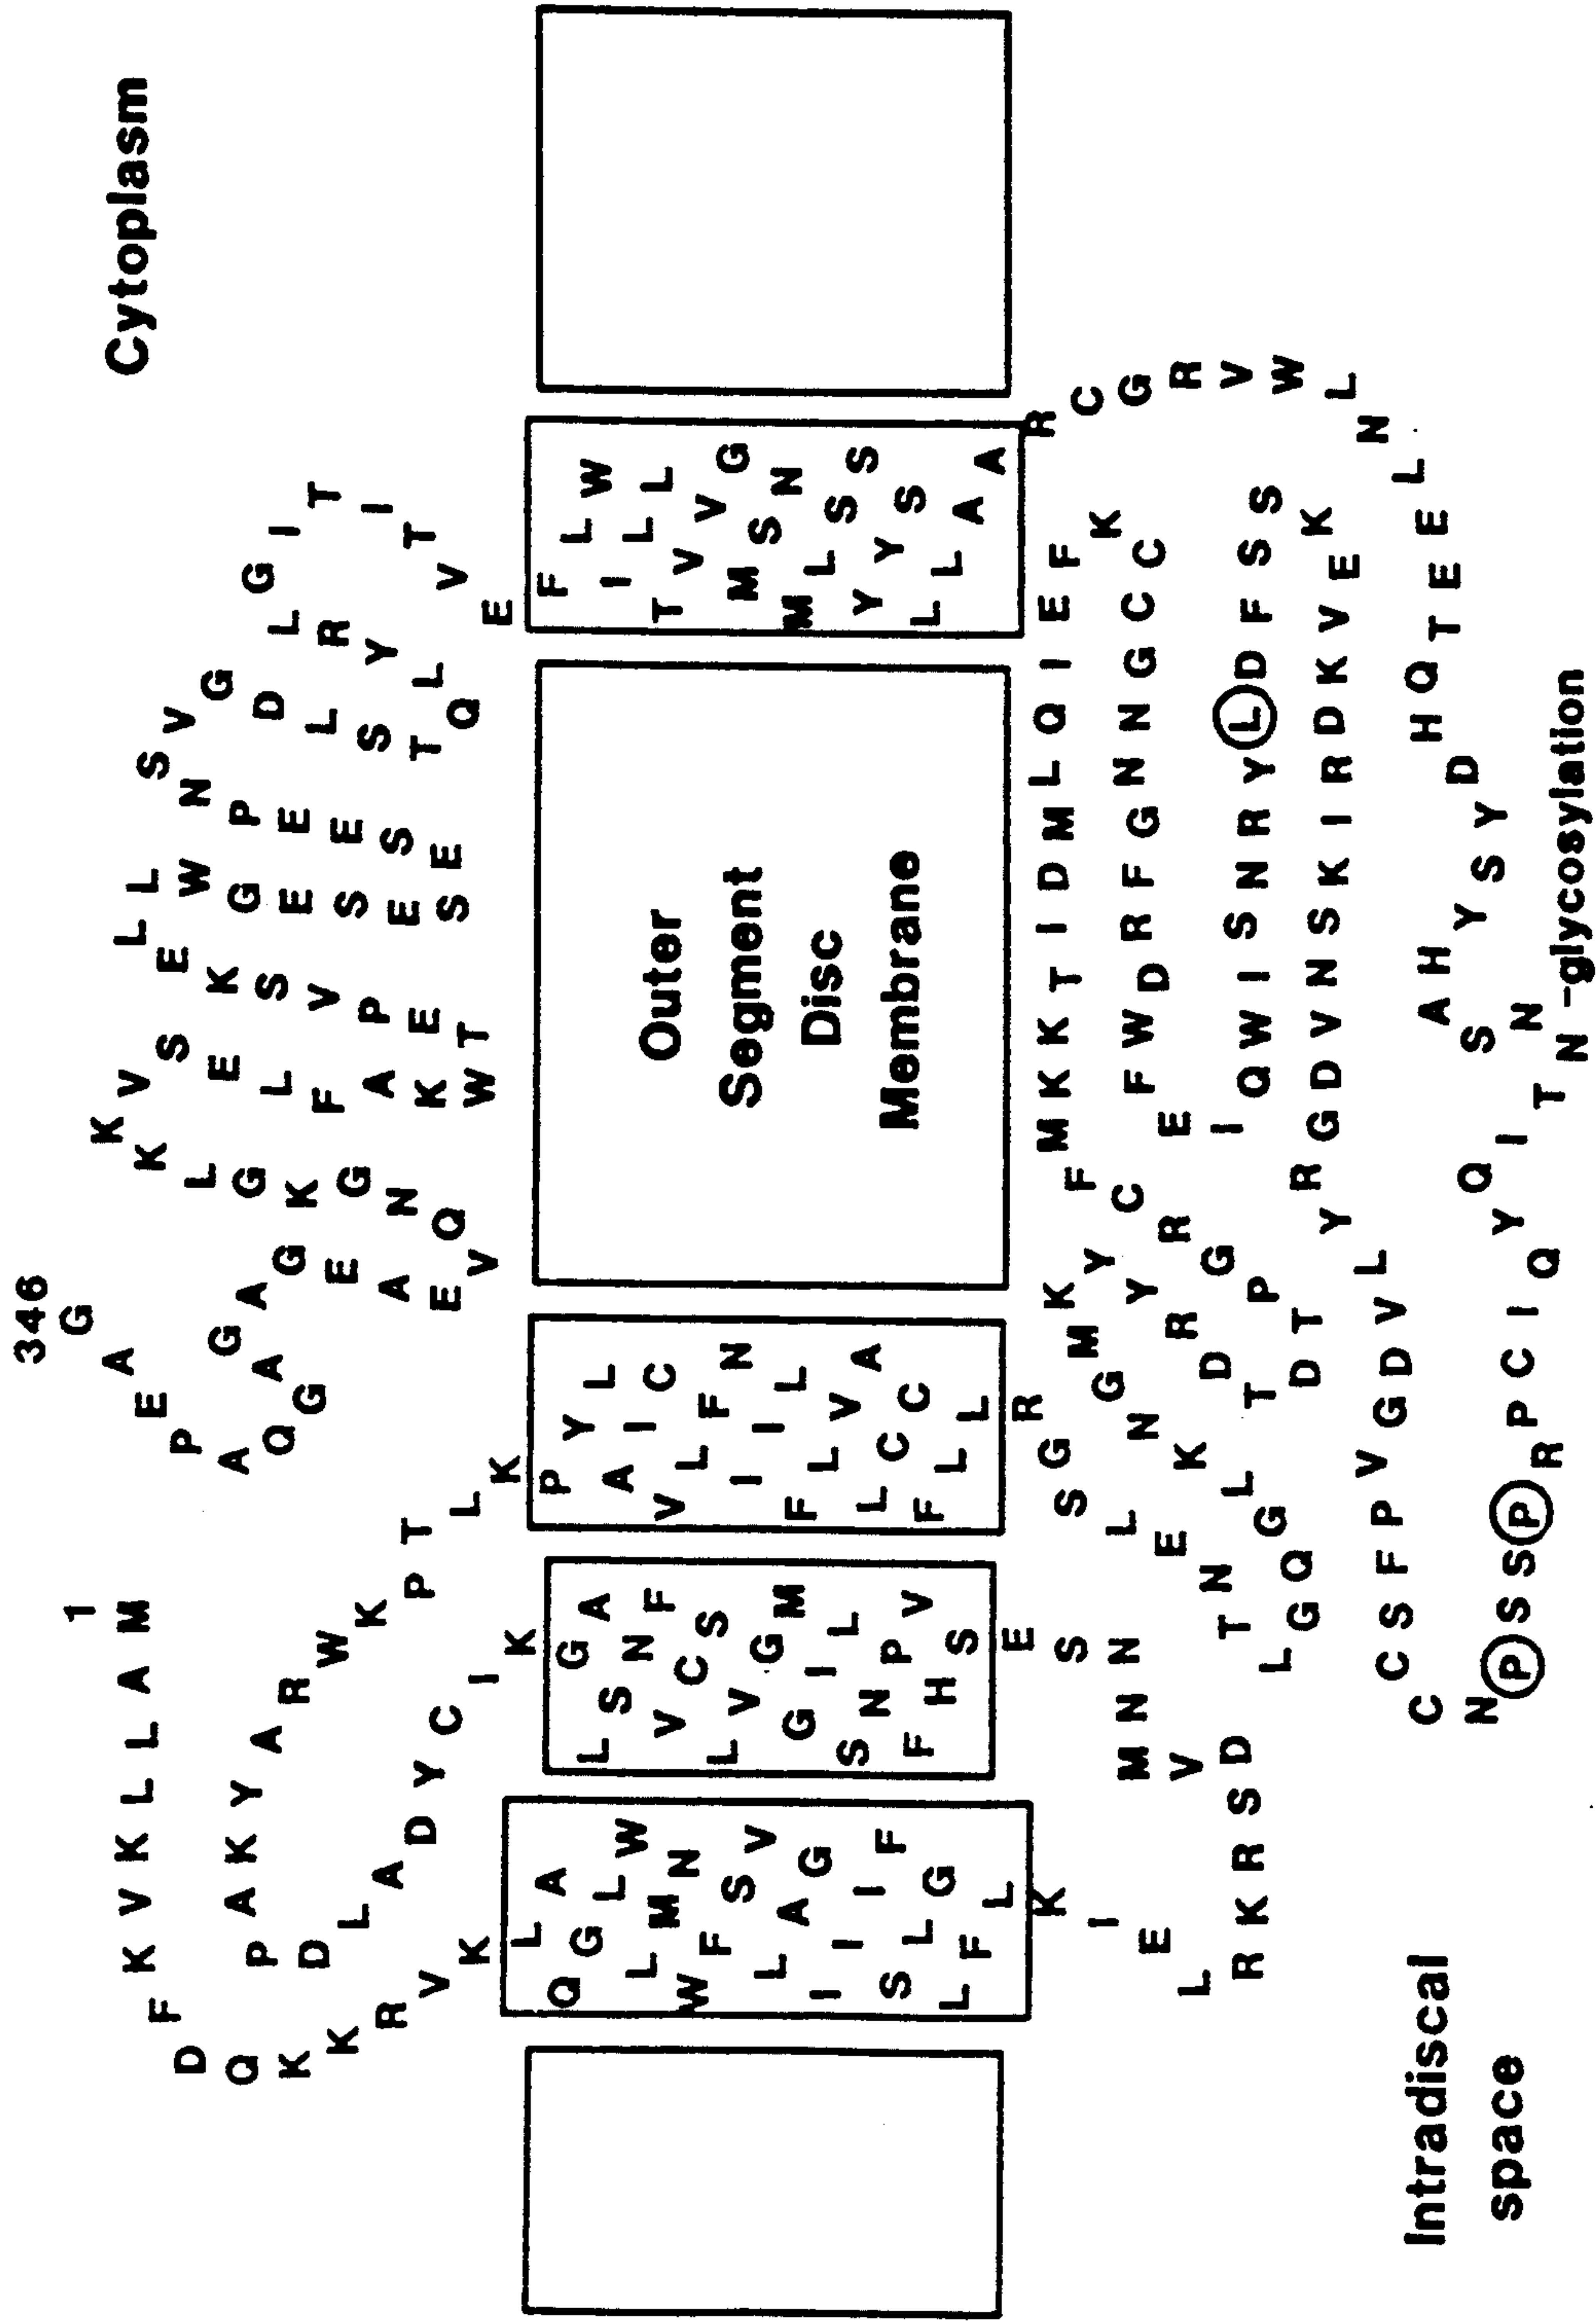 Cytoplasm
346
1
M A L L K V K F D Q K K R V K
L A Q G L W L M N W F S V L A G I I I F S L G L F L
K I E L R K R S D V M N N S E
S H F V P N S L I G M G V L S C V F N S L A G
K I C Y D A L D P A K Y A R W K P T L K
P Y L A I C V L F N I I L F L V A L C C F L L
R G S L E N T L G Q G L K N G M K Y Y R D T D T P G R C F
M K K T I D M L Q I E F K
C C G N N G F R D W F E I
Q W I S N R Y L D F S S
K E V K D R I K S N V D G R Y L
V D G V P F S C C N P S S P R P C I Q Y Q I T N N S
A H Y S Y D H Q T E E L N L W V R G C R
A A L L S Y Y S S L M N S M G V V T L L I W L F
E V T I T I G L R Y L Q T S L D G V S N P E E S E
S E S E G W L L E K S V P E T W K A F L E S V K K L G K G N Q V E A E G A G A G Q A P E A G
Outer
Segment
Disc
Membrane
N-glycosylation
Intradiscal
space